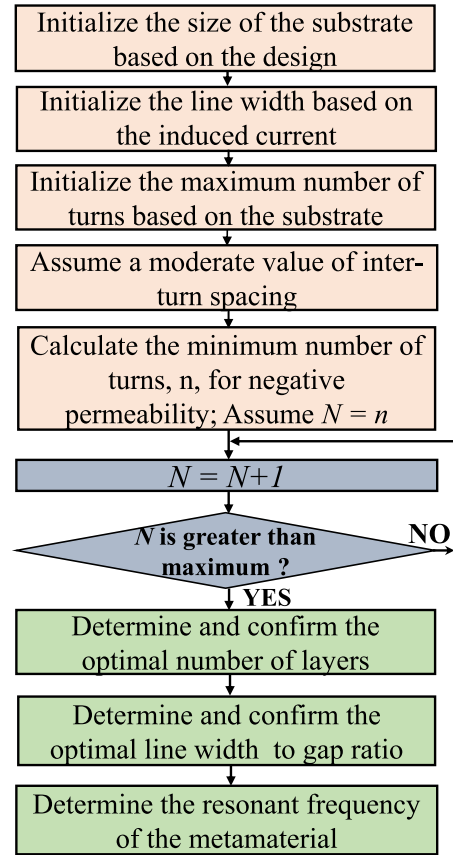 Initialize the size of the substrate
based on the design
Initialize the line width based on
the induced current
Initialize the maximum number of
turns based on the substrate
Assume a moderate value of inter-
turn spacing
Calculate the minimum number of
turns, n, for negative
permeability; Assume N = n
N = N+1
N is greater than
maximum ?
NO
YES
Determine and confirm the
optimal number of layers
Determine and confirm the
optimal line width to gap ratio
Determine the resonant frequency
of the metamaterial